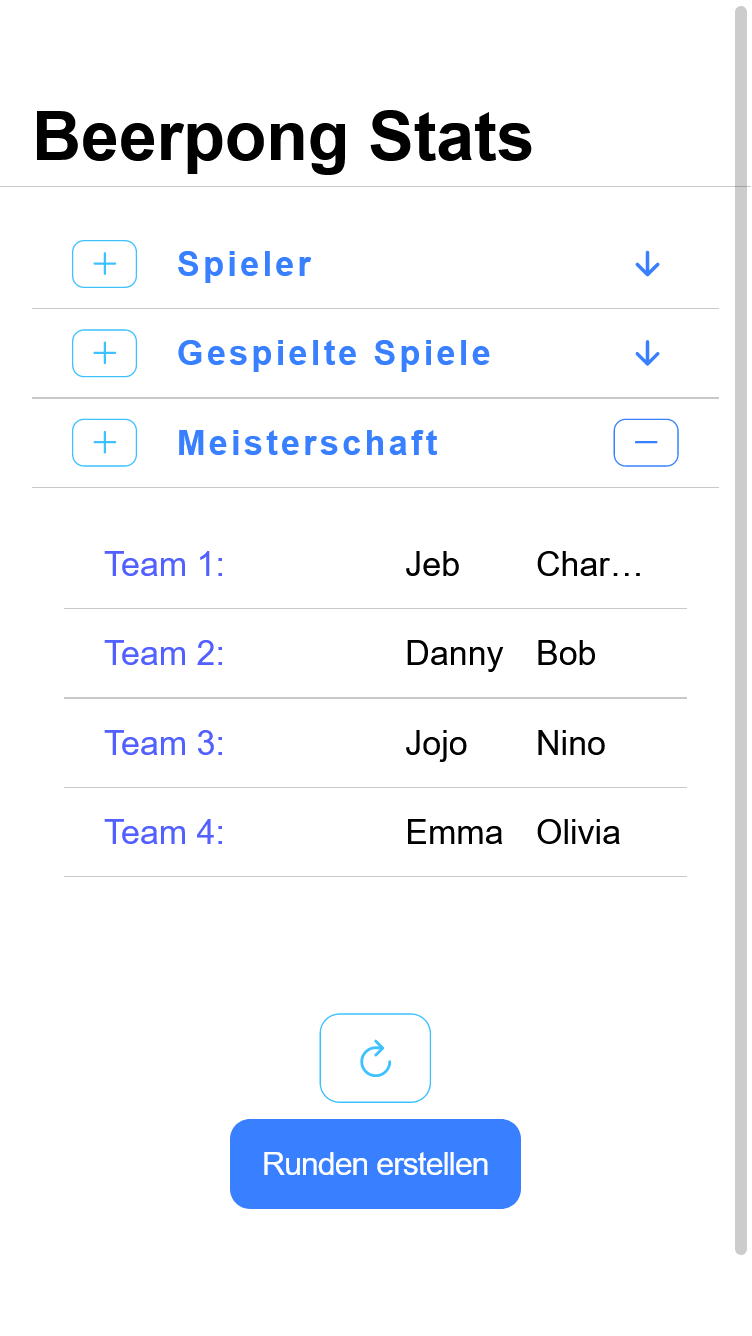 Beerpong Stats
Spieler
Gespielte Spiele
Meisterschaft
Team 1: Jeb Char…
Team 2: Danny Bob
Team 3: Jojo Nino
Team 4: Emma Olivia
Runden erstellen